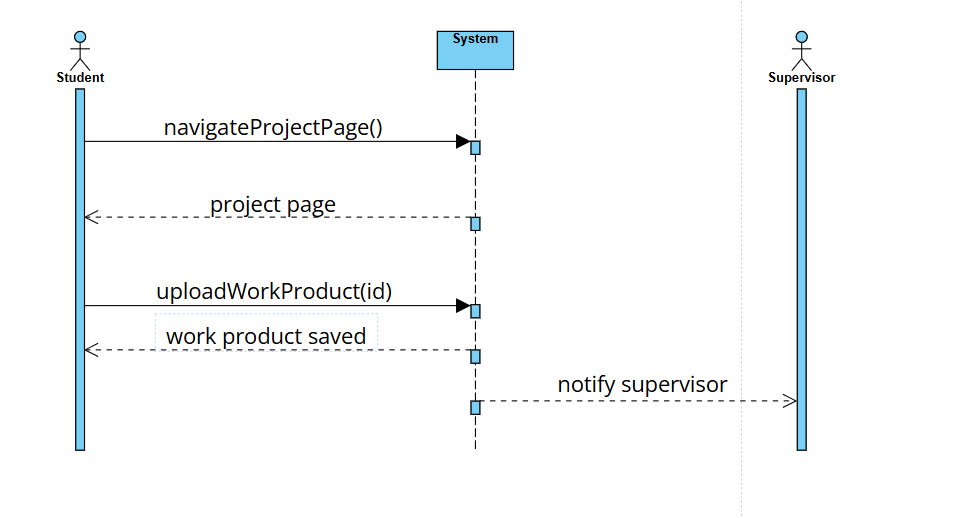 System
Student
Supervisor
navigateProjectPage()
project page
uploadWorkProduct(id)
work product saved
notify supervisor